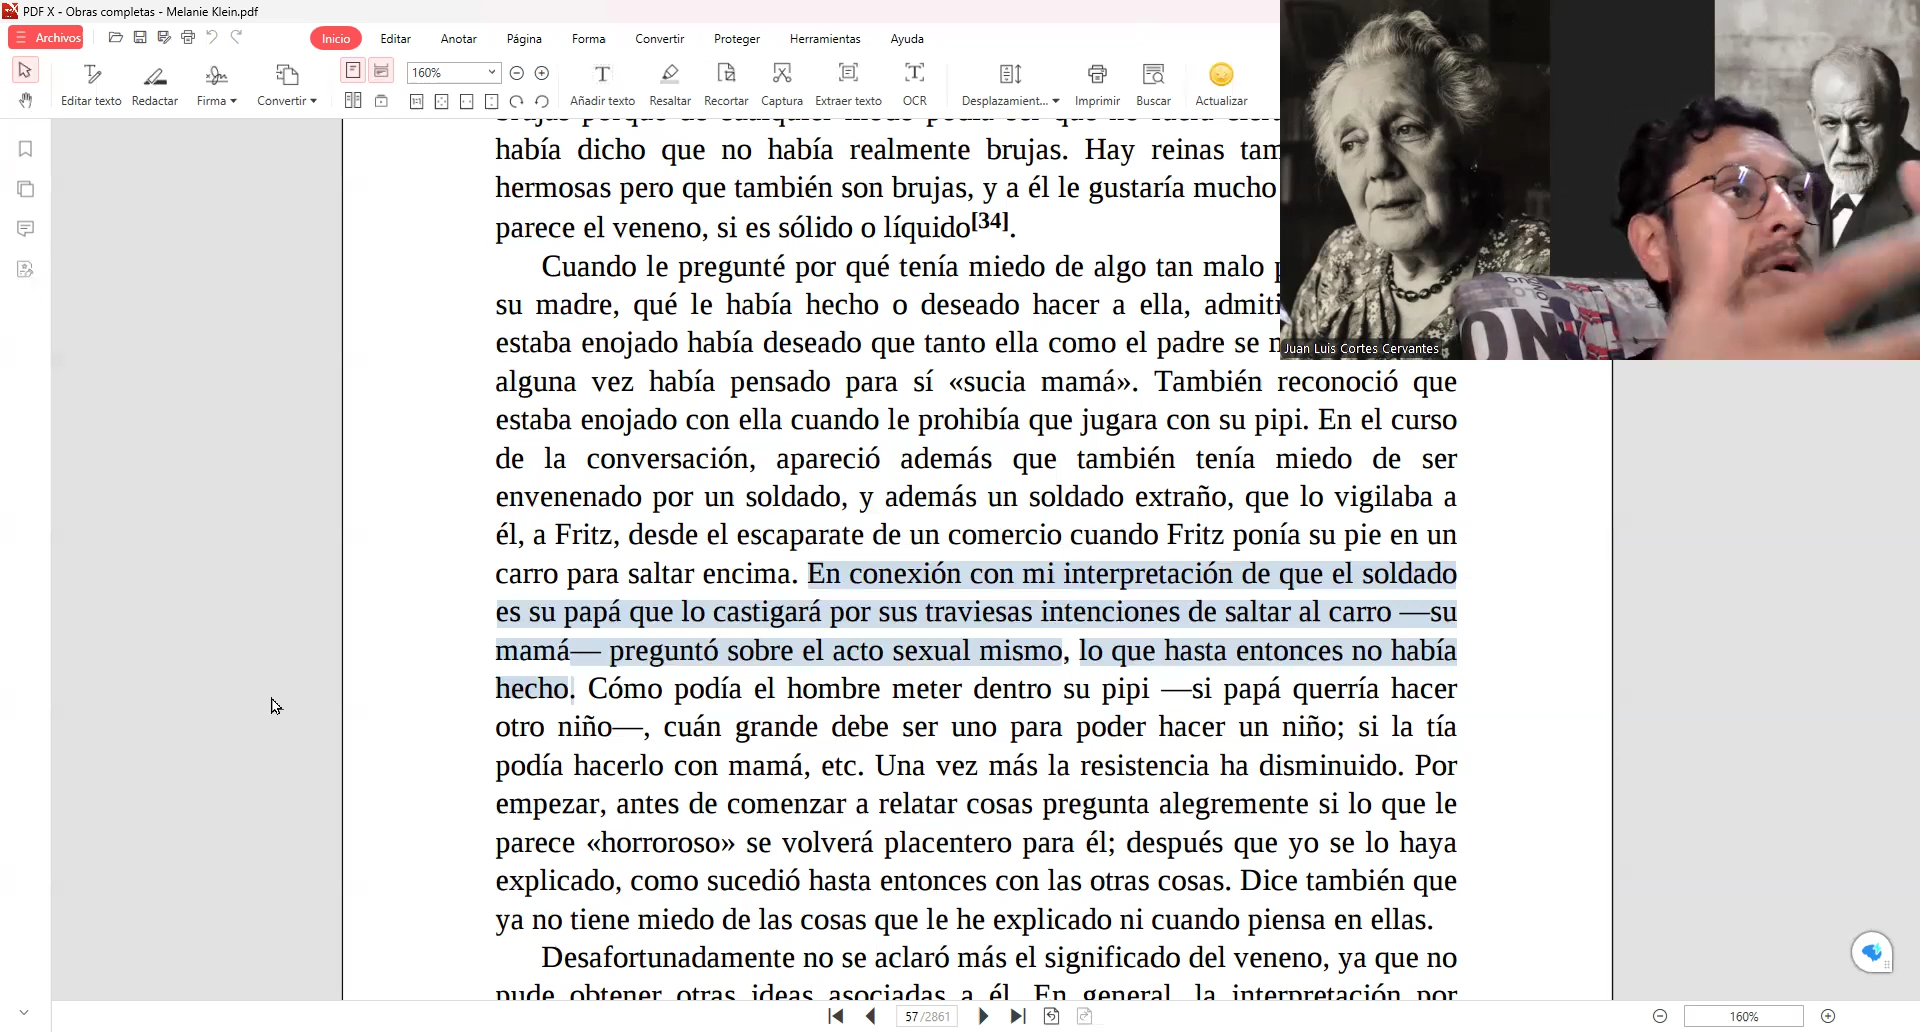 PDF X - Obras completas - Melanie Klein.pdf
Archivos
Inicio
Editar
Anotar
Página
Forma
Convertir
Proteger
Herramientas
Ayuda
160%
Editar texto
Redactar
Firma
Convertir
Añadir texto
Resaltar
Recortar
Captura
Extraer texto
OCR
Desplazamient...
Imprimir
Buscar
Actualizar
había dicho que no había realmente brujas. Hay reinas tam
hermosas pero que también son brujas, y a él le gustaría mucho
parece el veneno, si es sólido o líquido[34].
Cuando le pregunté por qué tenía miedo de algo tan malo
su madre, qué le había hecho o deseado hacer a ella, admiti
estaba enojado había deseado que tanto ella como el padre se
alguna vez había pensado para sí «sucia mamá». También reconoció que
estaba enojado con ella cuando le prohibía que jugara con su pipi. En el curso
de la conversación, apareció además que también tenía miedo de ser
envenenado por un soldado, y además un soldado extraño, que lo vigilaba a
él, a Fritz, desde el escaparate de un comercio cuando Fritz ponía su pie en un
carro para saltar encima. En conexión con mi interpretación de que el soldado
es su papá que lo castigará por sus traviesas intenciones de saltar al carro —su
mamá— preguntó sobre el acto sexual mismo, lo que hasta entonces no había
hecho. Cómo podía el hombre meter dentro su pipi —si papá querría hacer
otro niño—, cuán grande debe ser uno para poder hacer un niño; si la tía
podía hacerlo con mamá, etc. Una vez más la resistencia ha disminuido. Por
empezar, antes de comenzar a relatar cosas pregunta alegremente si lo que le
parece «horroroso» se volverá placentero para él; después que yo se lo haya
explicado, como sucedió hasta entonces con las otras cosas. Dice también que
ya no tiene miedo de las cosas que le he explicado ni cuando piensa en ellas.
Desafortunadamente no se aclaró más el significado del veneno, ya que no
pude obtener otras ideas asociadas a él. En general, la interpretación por
Juan Luis Cortes Cervantes
57 /2861
160%